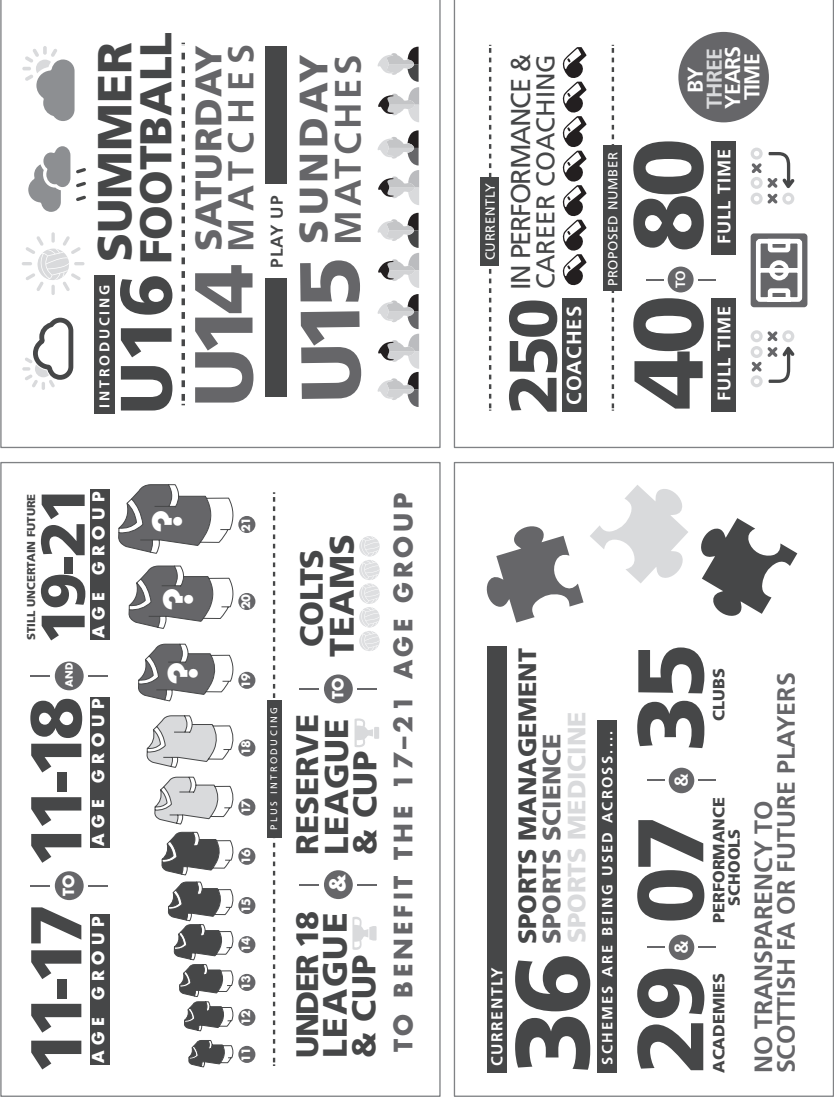 STILL UNCERTAIN FUTURE
11-17 TO 11-18 AND 19-21
AGE GROUP AGE GROUP AGE GROUP
? ? ?
11 12 13 14 15 16 17 18 19 20 21
PLUS INTRODUCING
UNDER 18
LEAGUE
& CUP
&
RESERVE
LEAGUE
& CUP
TO
COLTS
TEAMS
TO BENEFIT THE 17-21 AGE GROUP
INTRODUCING
U16 SUMMER
FOOTBALL
U14 SATURDAY
MATCHES
PLAY UP
U15 SUNDAY
MATCHES
CURRENTLY
36 SPORTS MANAGEMENT
SPORTS SCIENCE
SPORTS MEDICINE
SCHEMES ARE BEING USED ACROSS....
29 & 07 & 35
ACADEMIES
PERFORMANCE
SCHOOLS
CLUBS
NO TRANSPARENCY TO
SCOTTISH FA OR FUTURE PLAYERS
CURRENTLY
250 IN PERFORMANCE &
COACHES CAREER COACHING
PROPOSED NUMBER
40 TO 80
FULL TIME FULL TIME
BY
THREE
YEARS
TIME